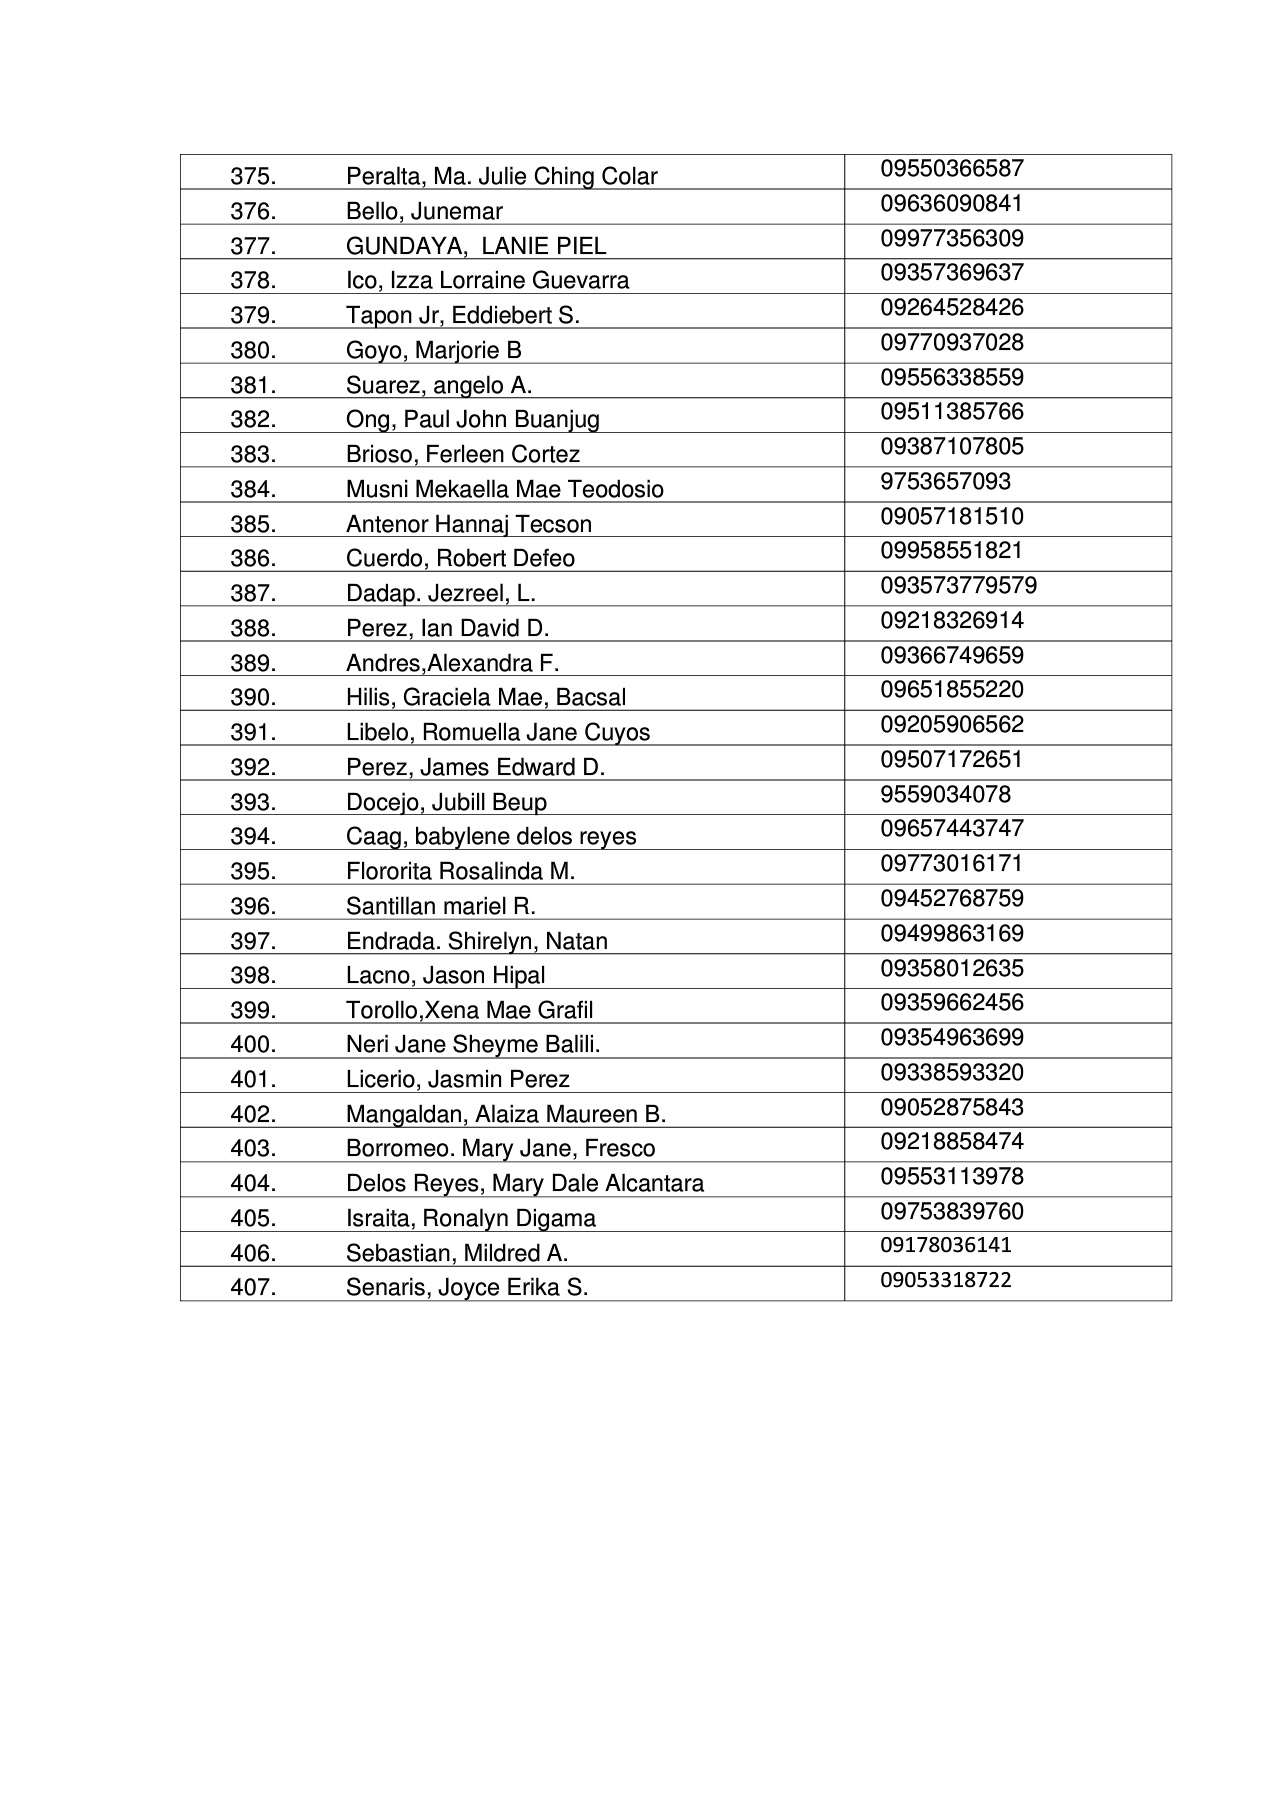 375. Peralta, Ma. Julie Ching Colar 09550366587
376. Bello, Junemar 09636090841
377. GUNDAYA, LANIE PIEL 09977356309
378. Ico, Izza Lorraine Guevarra 09357369637
379. Tapon Jr, Eddiebert S. 09264528426
380. Goyo, Marjorie B 09770937028
381. Suarez, angelo A. 09556338559
382. Ong, Paul John Buanjug 09511385766
383. Brioso, Ferleen Cortez 09387107805
384. Musni Mekaella Mae Teodosio 9753657093
385. Antenor Hannaj Tecson 09057181510
386. Cuerdo, Robert Defeo 09958551821
387. Dadap. Jezreel, L. 093573779579
388. Perez, Ian David D. 09218326914
389. Andres,Alexandra F. 09366749659
390. Hilis, Graciela Mae, Bacsal 09651855220
391. Libelo, Romuella Jane Cuyos 09205906562
392. Perez, James Edward D. 09507172651
393. Docejo, Jubill Beup 9559034078
394. Caag, babylene delos reyes 09657443747
395. Flororita Rosalinda M. 09773016171
396. Santillan mariel R. 09452768759
397. Endrada. Shirelyn, Natan 09499863169
398. Lacno, Jason Hipal 09358012635
399. Torollo,Xena Mae Grafil 09359662456
400. Neri Jane Sheyme Balili. 09354963699
401. Licerio, Jasmin Perez 09338593320
402. Mangaldan, Alaiza Maureen B. 09052875843
403. Borromeo. Mary Jane, Fresco 09218858474
404. Delos Reyes, Mary Dale Alcantara 09553113978
405. Israita, Ronalyn Digama 09753839760
406. Sebastian, Mildred A. 09178036141
407. Senaris, Joyce Erika S. 09053318722